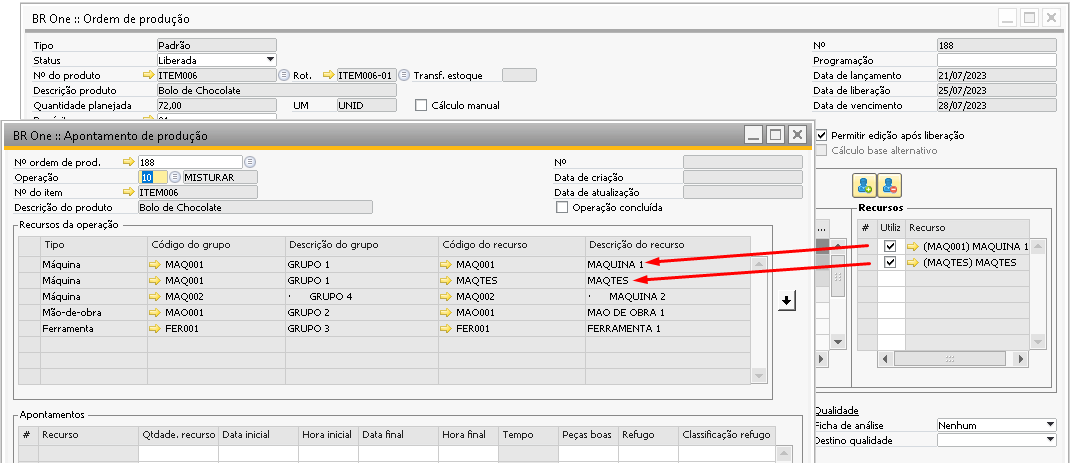 BR One :: Ordem de produção
Tipo Padrão Nº 188
Status Liberada Programação
Nº do produto ITEM006 Rot. ITEM006-01 Transf. estoque Data de lançamento 21/07/2023
Descrição produto Bolo de Chocolate Data de liberação 25/07/2023
Quantidade planejada 72,00 UM UNID Cálculo manual Data de vencimento 28/07/2023
BR One :: Apontamento de produção
Permitir edição após liberação
Cálculo base alternativo
Nº ordem de prod. 188 Nº
Operação 10 MISTURAR Data de criação
Nº do item ITEM006 Data de atualização
Descrição do produto Bolo de Chocolate Operação concluída
Recursos
... # Utiliz Recurso
(MAQ001) MAQUINA 1
(MAQTES) MAQTES
Recursos da operação
Tipo Código do grupo Descrição do grupo Código do recurso Descrição do recurso
Máquina MAQ001 GRUPO 1 MAQ001 MAQUINA 1
Máquina MAQ001 GRUPO 1 MAQTES MAQTES
Máquina MAQ002 ' GRUPO 4 MAQ002 ' MAQUINA 2
Mão-de-obra MAO001 GRUPO 2 MAO001 MAO DE OBRA 1
Ferramenta FER001 GRUPO 3 FER001 FERRAMENTA 1
Qualidade
Ficha de análise Nenhum
Destino qualidade
Apontamentos
# Recurso Qtdade. recurso Data inicial Hora inicial Data final Hora final Tempo Peças boas Refugo Classificação refugo